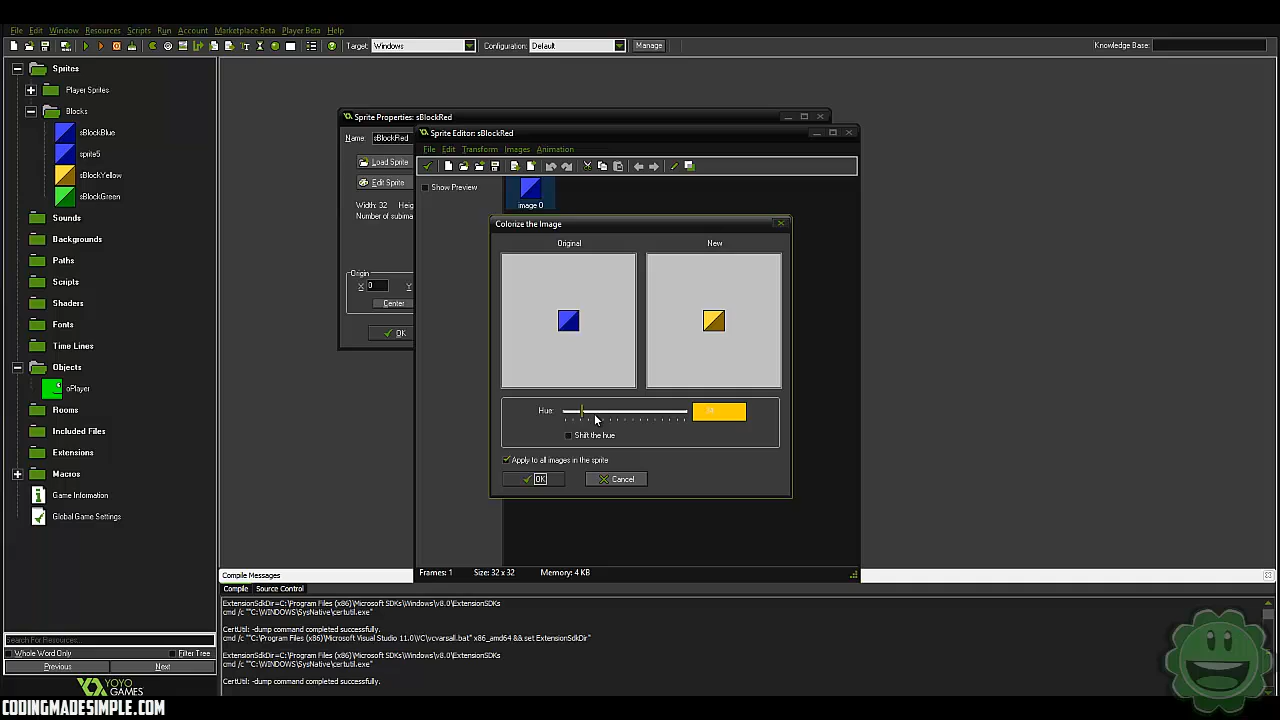 File Edit Window Resources Scripts Run Account Marketplace Beta Player Beta Help
Target: Windows Configuration: Default Manage Knowledge Base:
Sprites
Player Sprites
Blocks
sBlockBlue
sprite5
sBlockYellow
sBlockGreen
Sounds
Backgrounds
Paths
Scripts
Shaders
Fonts
Time Lines
Objects
oPlayer
Rooms
Included Files
Extensions
Macros
Game Information
Global Game Settings
Search For Resources...
Whole Word Only Filter Tree
Previous Next
YOYO
GAMES
CODINGMADESIMPLE.COM
Sprite Properties: sBlockRed
Name: sBlockRed
Load Sprite
Edit Sprite
Width: 32
Number of subima
Origin
X 0 Y
Center
OK
Sprite Editor: sBlockRed
File Edit Transform Images Animation
Show Preview
image 0
Colorize the Image
Original New
Hue:
Shift the hue
Apply to all images in the sprite
OK Cancel
Frames: 1 Size: 32 x 32 Memory: 4 KB
Compile Messages
Compile Source Control
ExtensionSdkDir=C:\Program Files (x86)\Microsoft SDKs\Windows\v8.0\ExtensionSDKs
cmd /c ""C:\WINDOWS\SysNative\certutil.exe"
CertUtil: -dump command completed successfully.
cmd /c ""C:\Program Files (x86)\Microsoft Visual Studio 11.0\VC\vcvarsall.bat" x86_amd64 && set ExtensionSdkDir"
ExtensionSdkDir=C:\Program Files (x86)\Microsoft SDKs\Windows\v8.0\ExtensionSDKs
cmd /c ""C:\WINDOWS\SysNative\certutil.exe"
CertUtil: -dump command completed successfully.